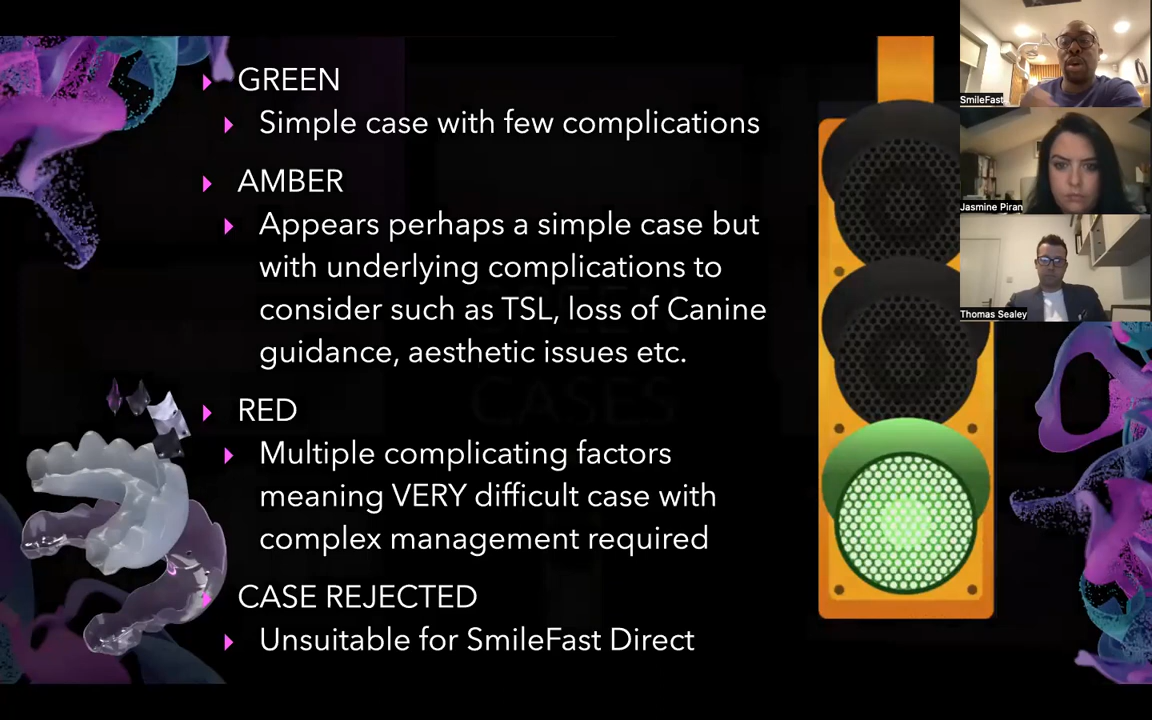 GREEN
Simple case with few complications
AMBER
Appears perhaps a simple case but
with underlying complications to
consider such as TSL, loss of Canine
guidance, aesthetic issues etc.
RED
Multiple complicating factors
meaning VERY difficult case with
complex management required
CASE REJECTED
Unsuitable for SmileFast Direct
SmileFast
Jasmine Piran
Thomas Sealey
CASES